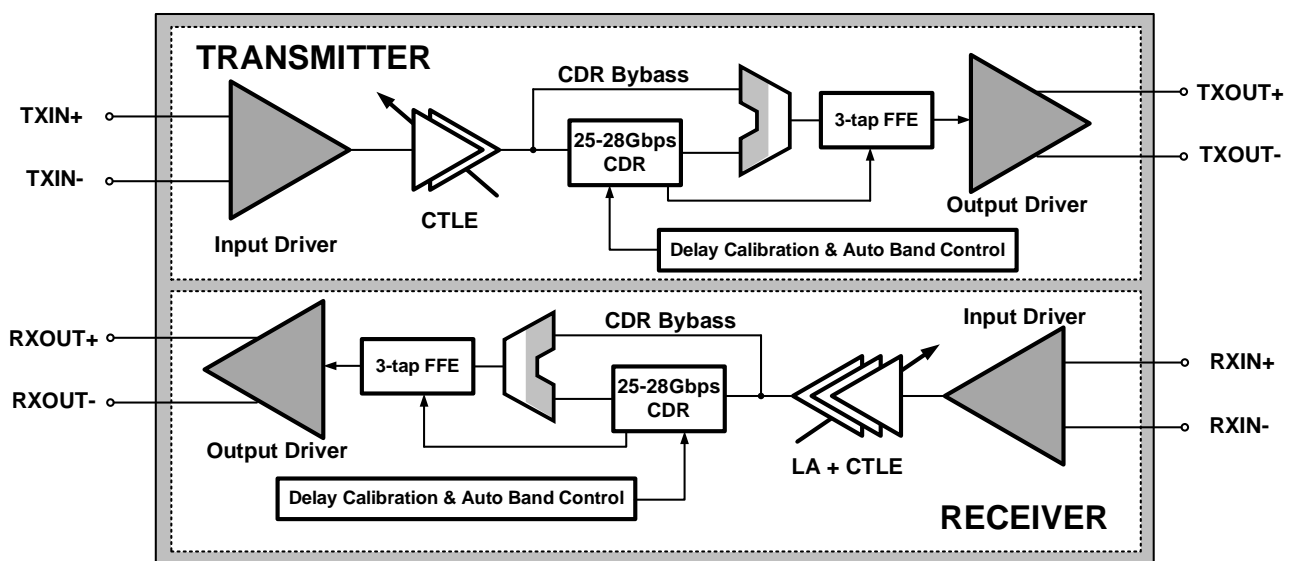 TRANSMITTER
TXIN+
TXIN-
Input Driver
CTLE
CDR Bybass
25-28Gbps
CDR
3-tap FFE
Output Driver
TXOUT+
TXOUT-
Delay Calibration & Auto Band Control
RXOUT+
RXOUT-
Output Driver
3-tap FFE
CDR Bybass
25-28Gbps
CDR
LA + CTLE
Input Driver
RXIN+
RXIN-
Delay Calibration & Auto Band Control
RECEIVER